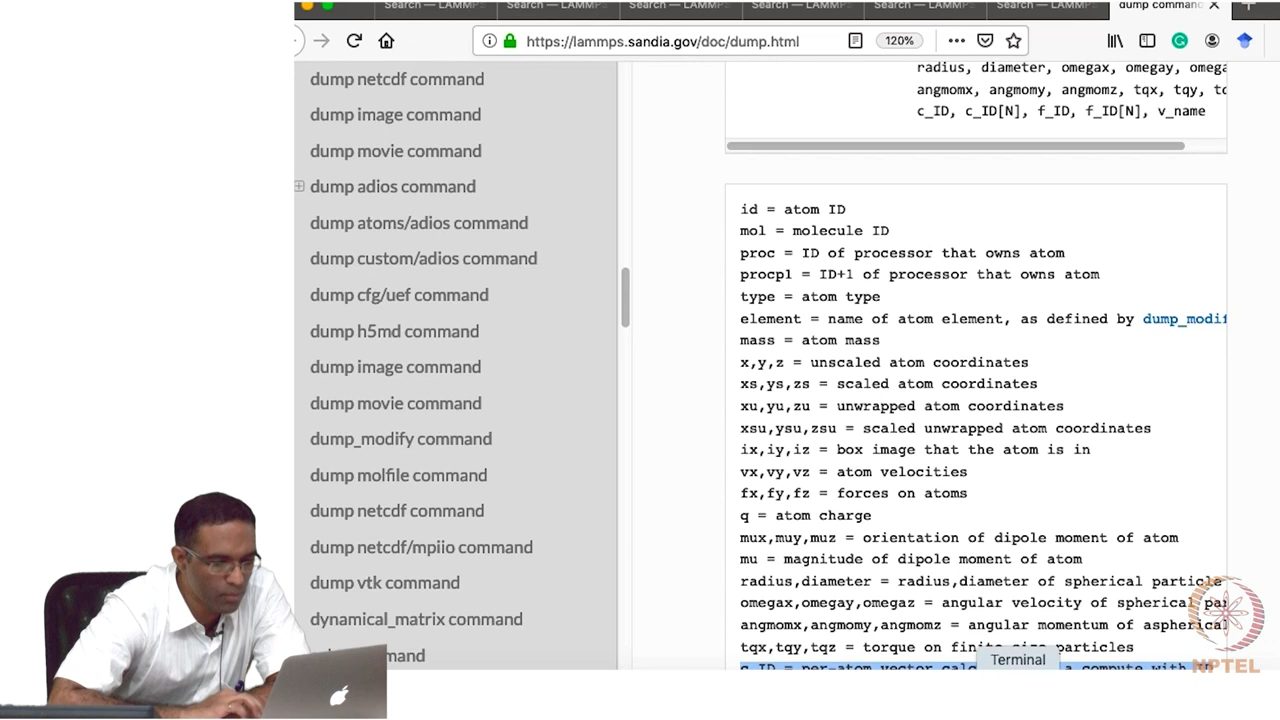 Search — LAMMPS
Search — LAMMPS
Search — LAMMPS
Search — LAMMPS
Search — LAMMPS
Search — LAMMPS
dump command
https://lammps.sandia.gov/doc/dump.html
120%
dump netcdf command
dump image command
dump movie command
dump adios command
dump atoms/adios command
dump custom/adios command
dump cfg/uef command
dump h5md command
dump image command
dump movie command
dump_modify command
dump molfile command
dump netcdf command
dump netcdf/mpiio command
dump vtk command
dynamical_matrix command
radius, diameter, omegax, omegay, omega
angmomx, angmomy, angmomz, tqx, tqy,
c_ID, c_ID[N], f_ID, f_ID[N], v_name
id = atom ID
mol = molecule ID
proc = ID of processor that owns atom
procp1 = ID+1 of processor that owns atom
type = atom type
element = name of atom element, as defined by dump_modif
mass = atom mass
x,y,z = unscaled atom coordinates
xs,ys,zs = scaled atom coordinates
xu,yu,zu = unwrapped atom coordinates
xsu,ysu,zsu = scaled unwrapped atom coordinates
ix,iy,iz = box image that the atom is in
vx,vy,vz = atom velocities
fx,fy,fz = forces on atoms
q = atom charge
mux,muy,muz = orientation of dipole moment of atom
mu = magnitude of dipole moment of atom
radius,diameter = radius,diameter of spherical particle
omegax,omegay,omegaz = angular velocity of spherical
angmomx,angmomy,angmomz = angular momentum of aspherical
tqx,tqy,tqz = torque on finite-size particles
c_ID = per-atom vector calc a compute with ID
Terminal
NPTEL